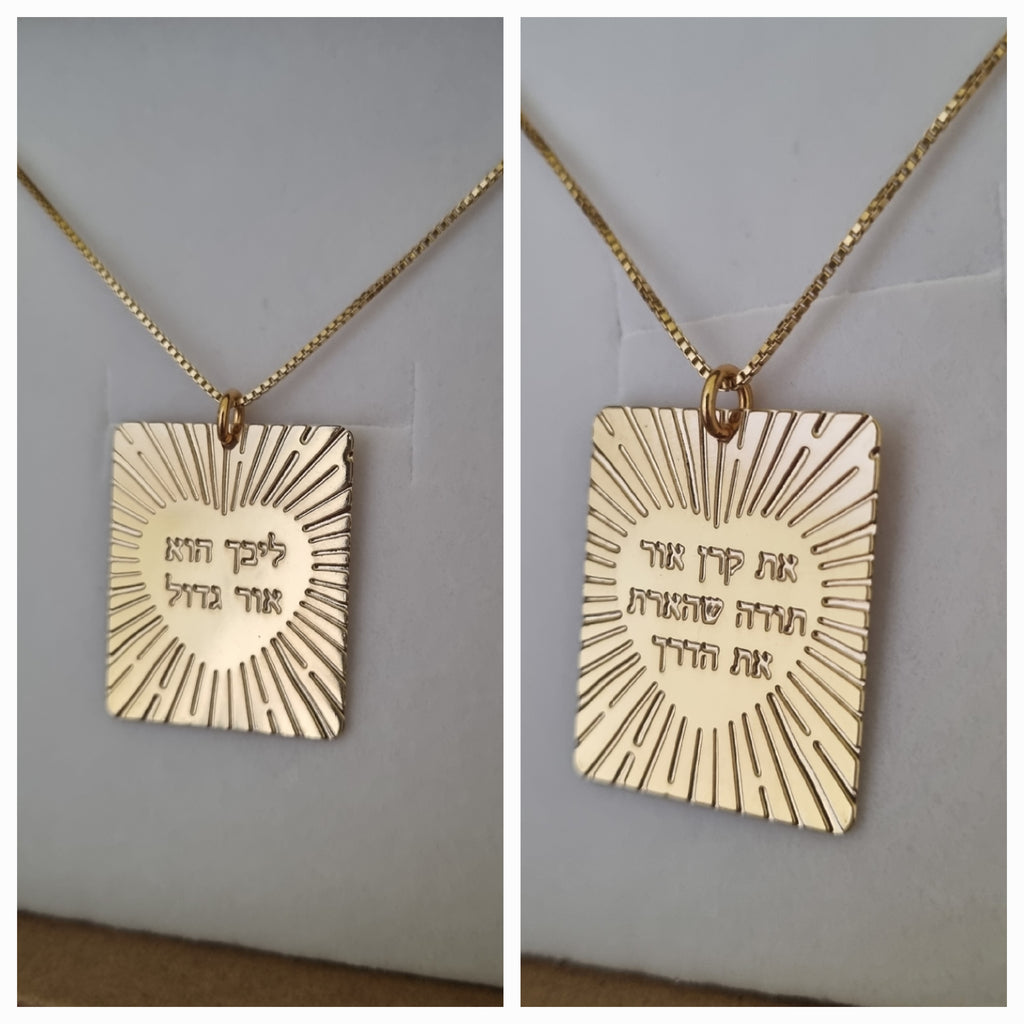 ליבך הוא
אור גדול
את קרן אור
תודה שהארת
את הדרך